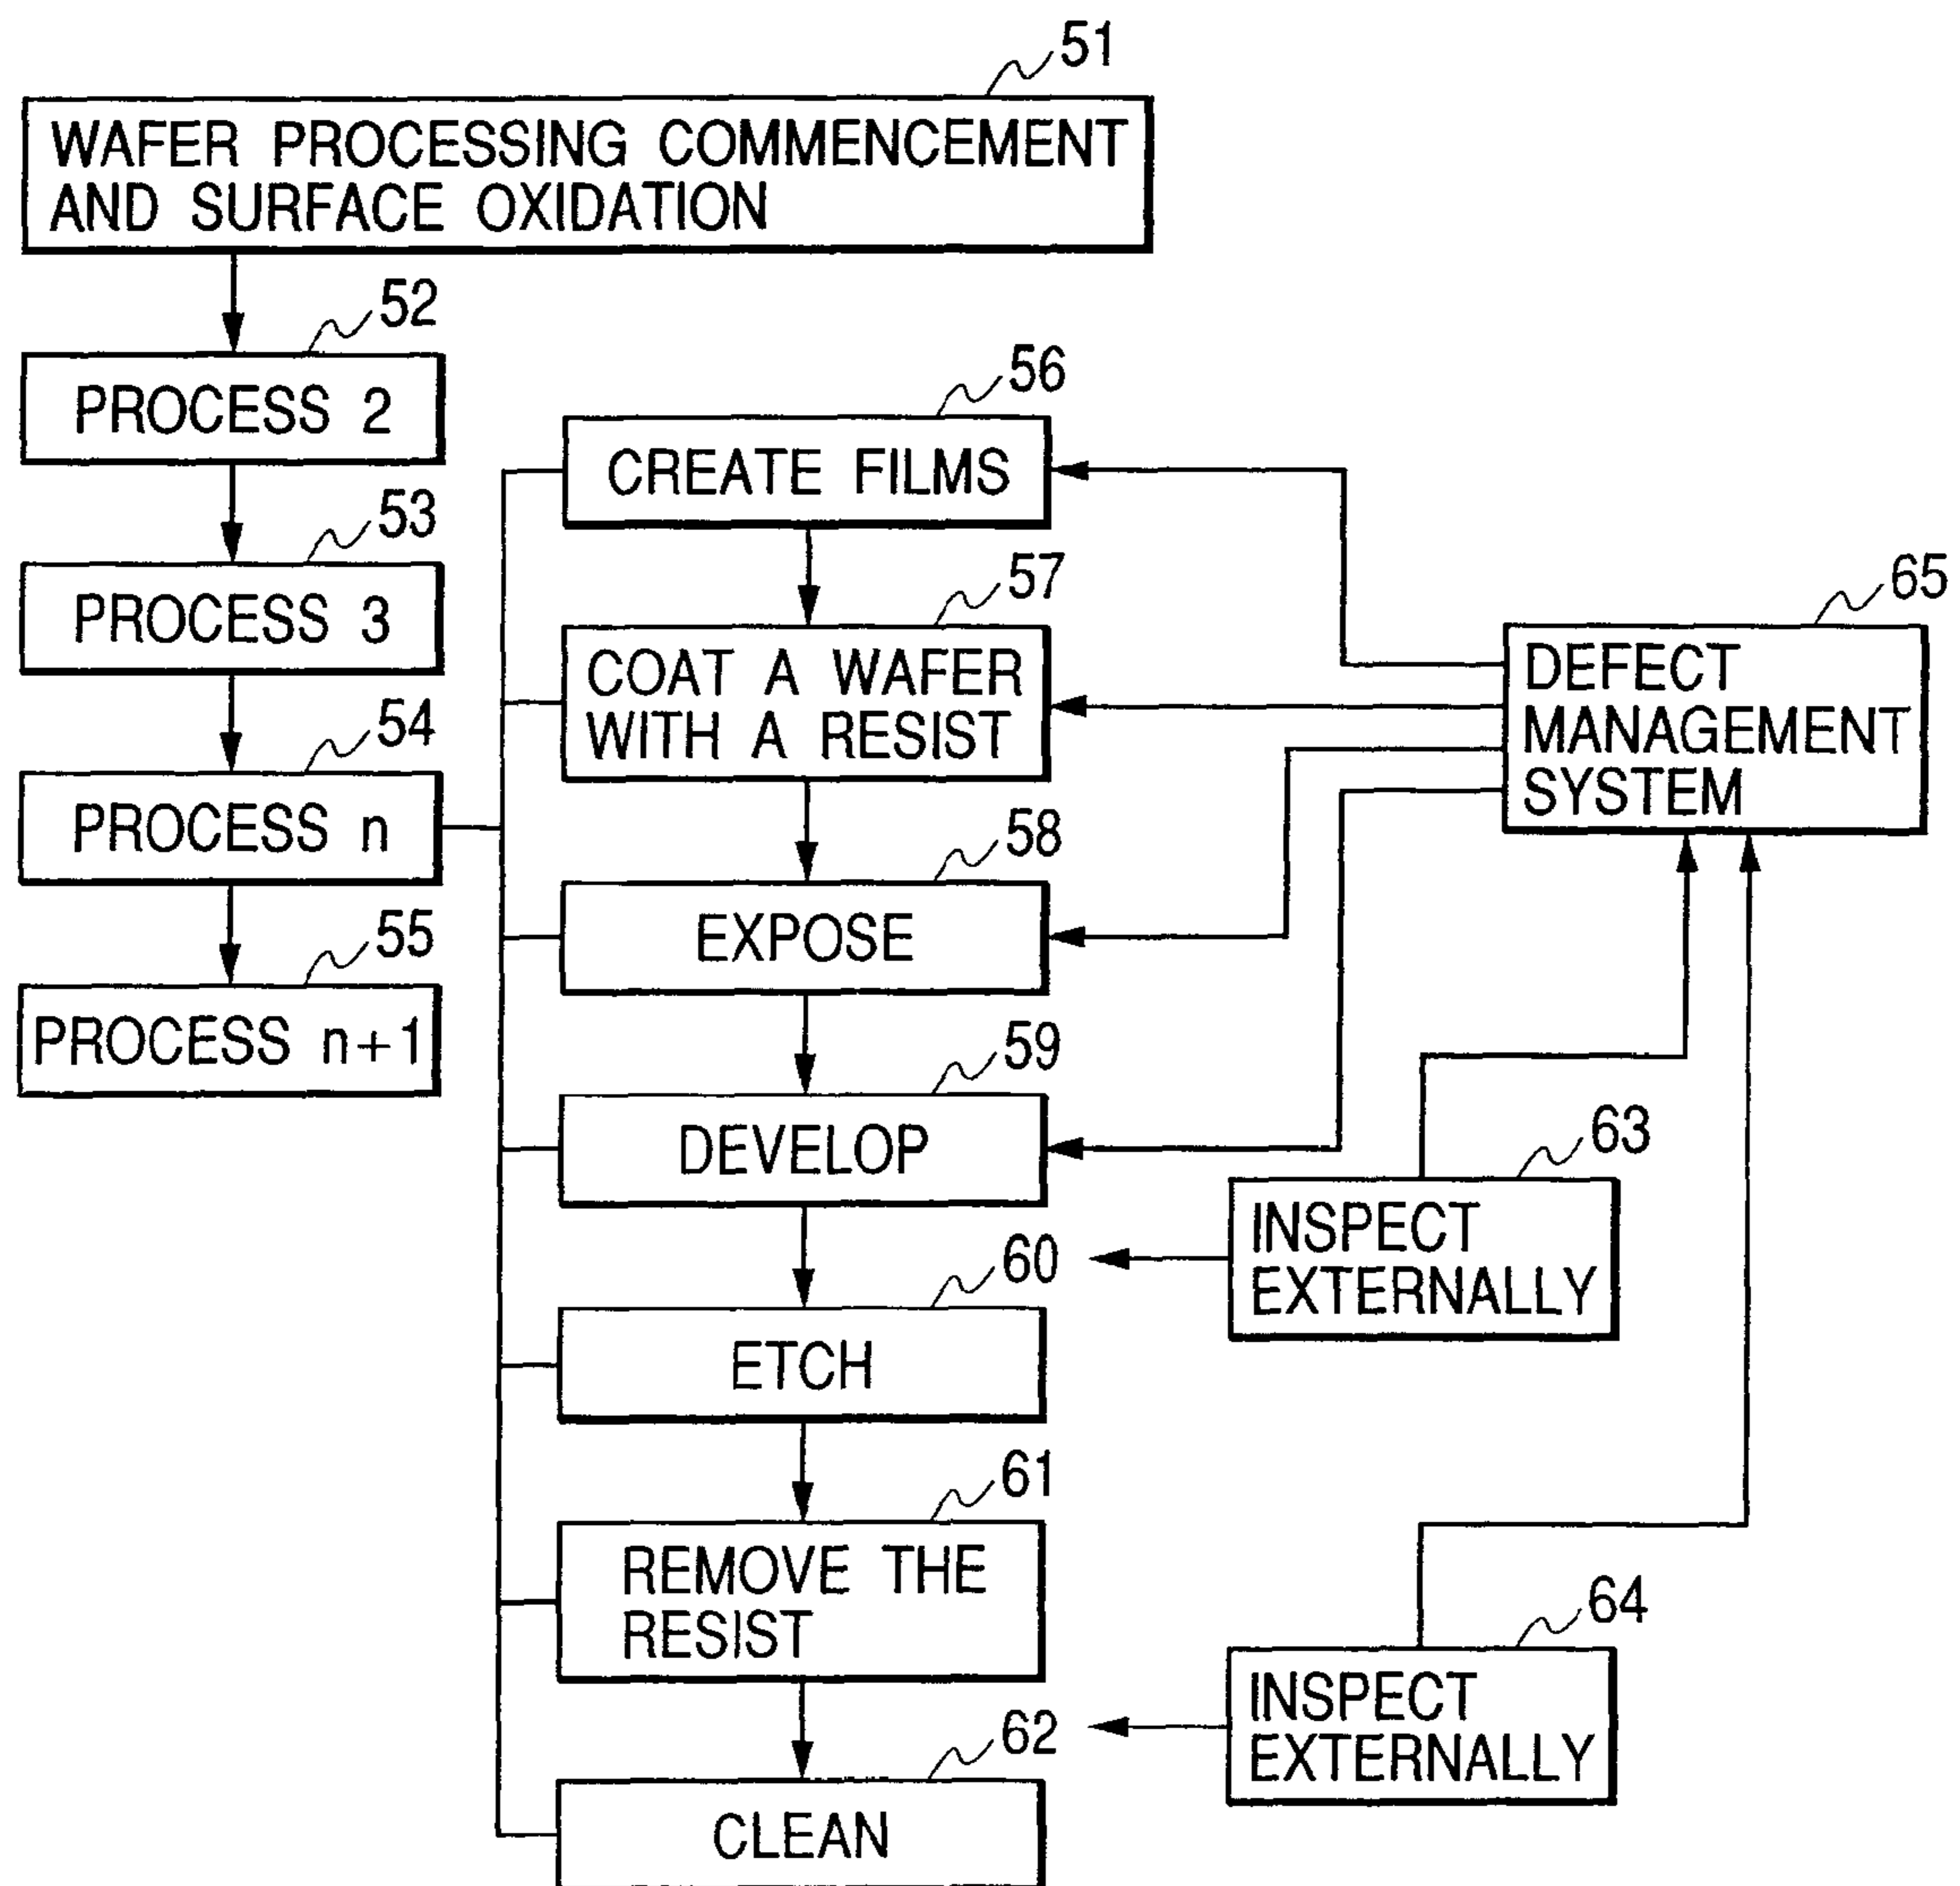 51
WAFER PROCESSING COMMENCEMENT
AND SURFACE OXIDATION
52
PROCESS 2
53
PROCESS 3
54
PROCESS n
55
PROCESS n+1
56
CREATE FILMS
57
COAT A WAFER
WITH A RESIST
58
EXPOSE
59
DEVELOP
60
ETCH
61
REMOVE THE
RESIST
62
CLEAN
65
DEFECT
MANAGEMENT
SYSTEM
63
INSPECT
EXTERNALLY
64
INSPECT
EXTERNALLY